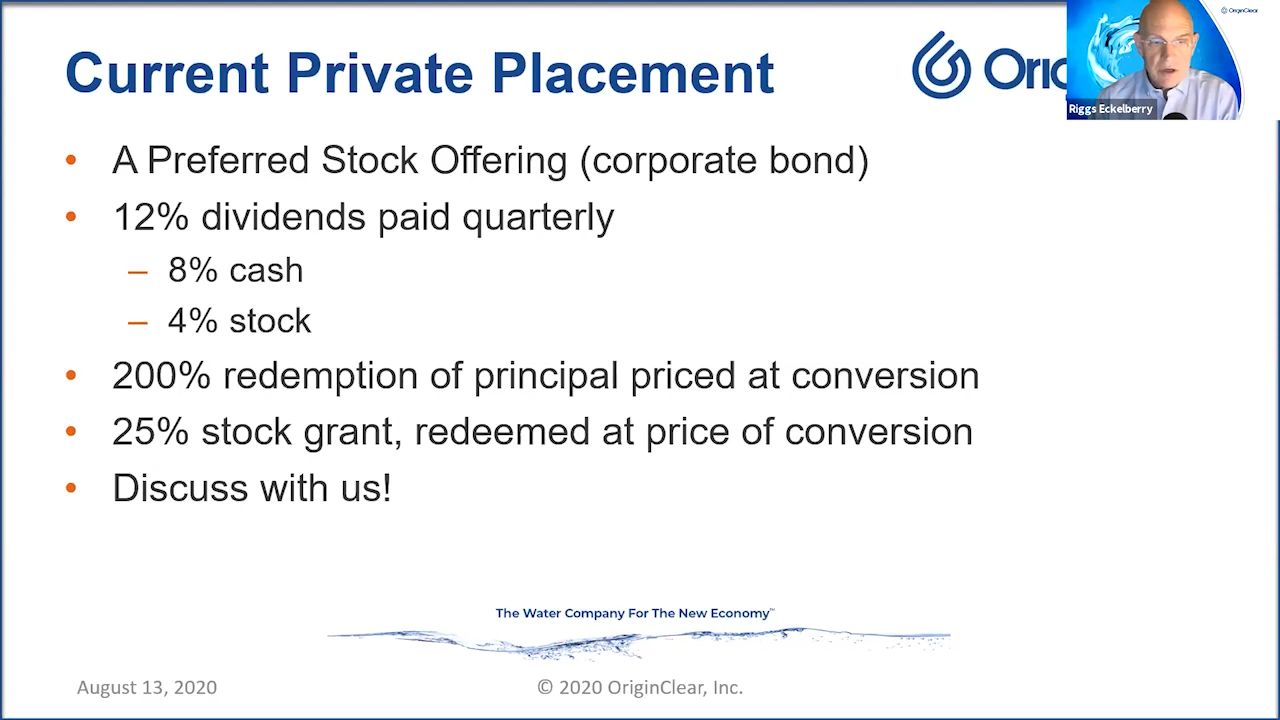 Current Private Placement
OriginClear
Riggs Eckelberry
• A Preferred Stock Offering (corporate bond)
• 12% dividends paid quarterly
– 8% cash
– 4% stock
• 200% redemption of principal priced at conversion
• 25% stock grant, redeemed at price of conversion
• Discuss with us!
The Water Company For The New Economy™
August 13, 2020
© 2020 OriginClear, Inc.